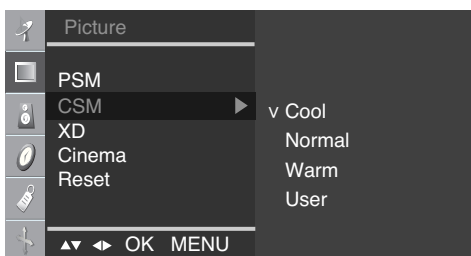 Picture
PSM
CSM
XD
Cinema
Reset
v Cool
Normal
Warm
User
OK MENU